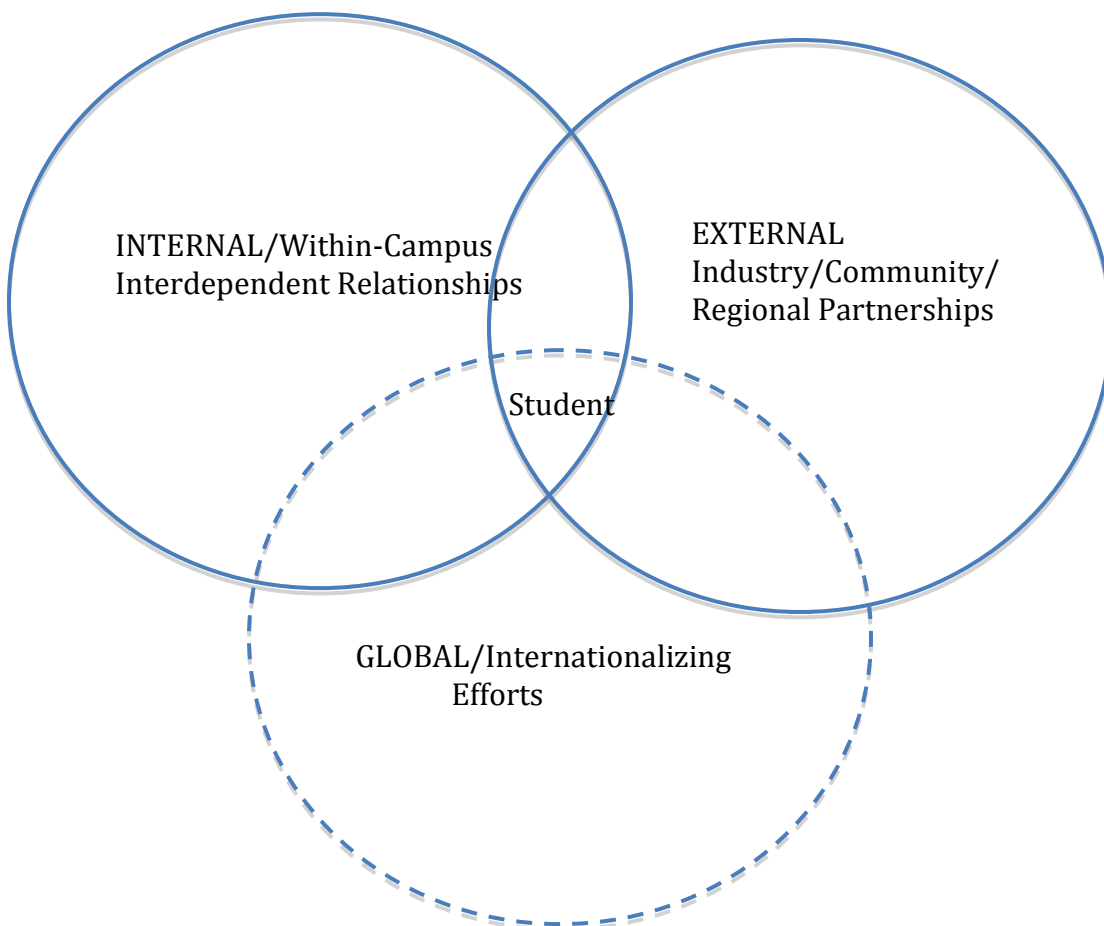 INTERNAL/Within-Campus
Interdependent Relationships
EXTERNAL
Industry/Community/
Regional Partnerships
Student
GLOBAL/Internationalizing
Efforts